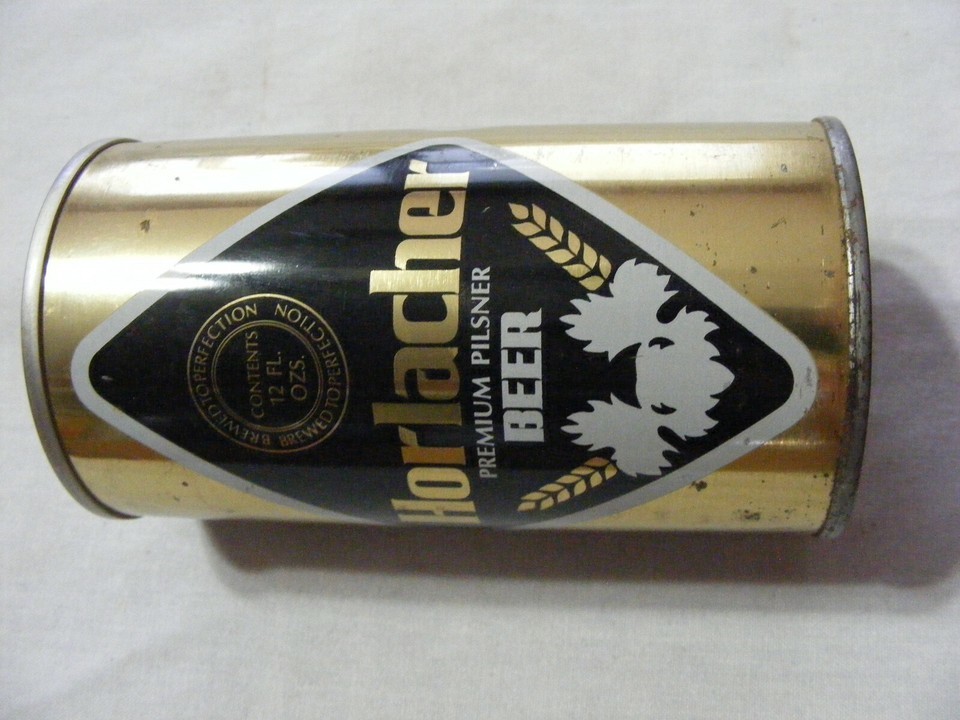 BREWED TO PERFECTION
BREWED TO PERFECTION
CONTENTS
12 FL.
OZS.
Horlacher
PREMIUM PILSNER
BEER